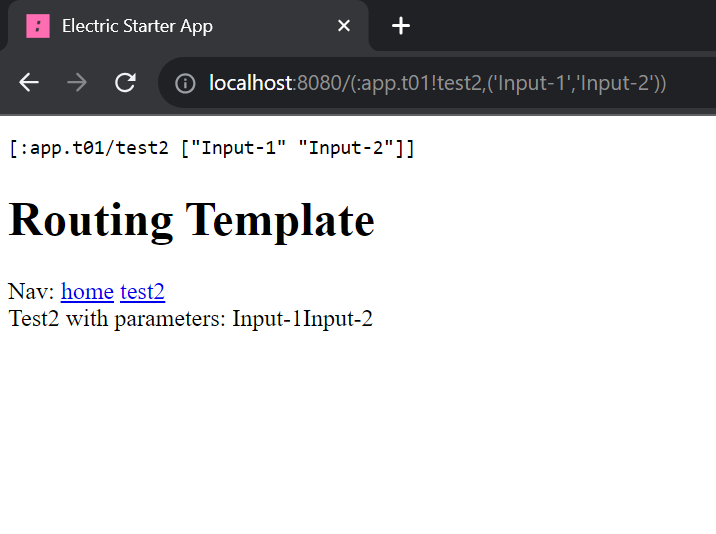 Electric Starter App
localhost:8080/(:app.t01!test2,('Input-1','Input-2'))
[:app.t01/test2 ["Input-1" "Input-2"]]
Routing Template
Nav: home test2
Test2 with parameters: Input-1Input-2